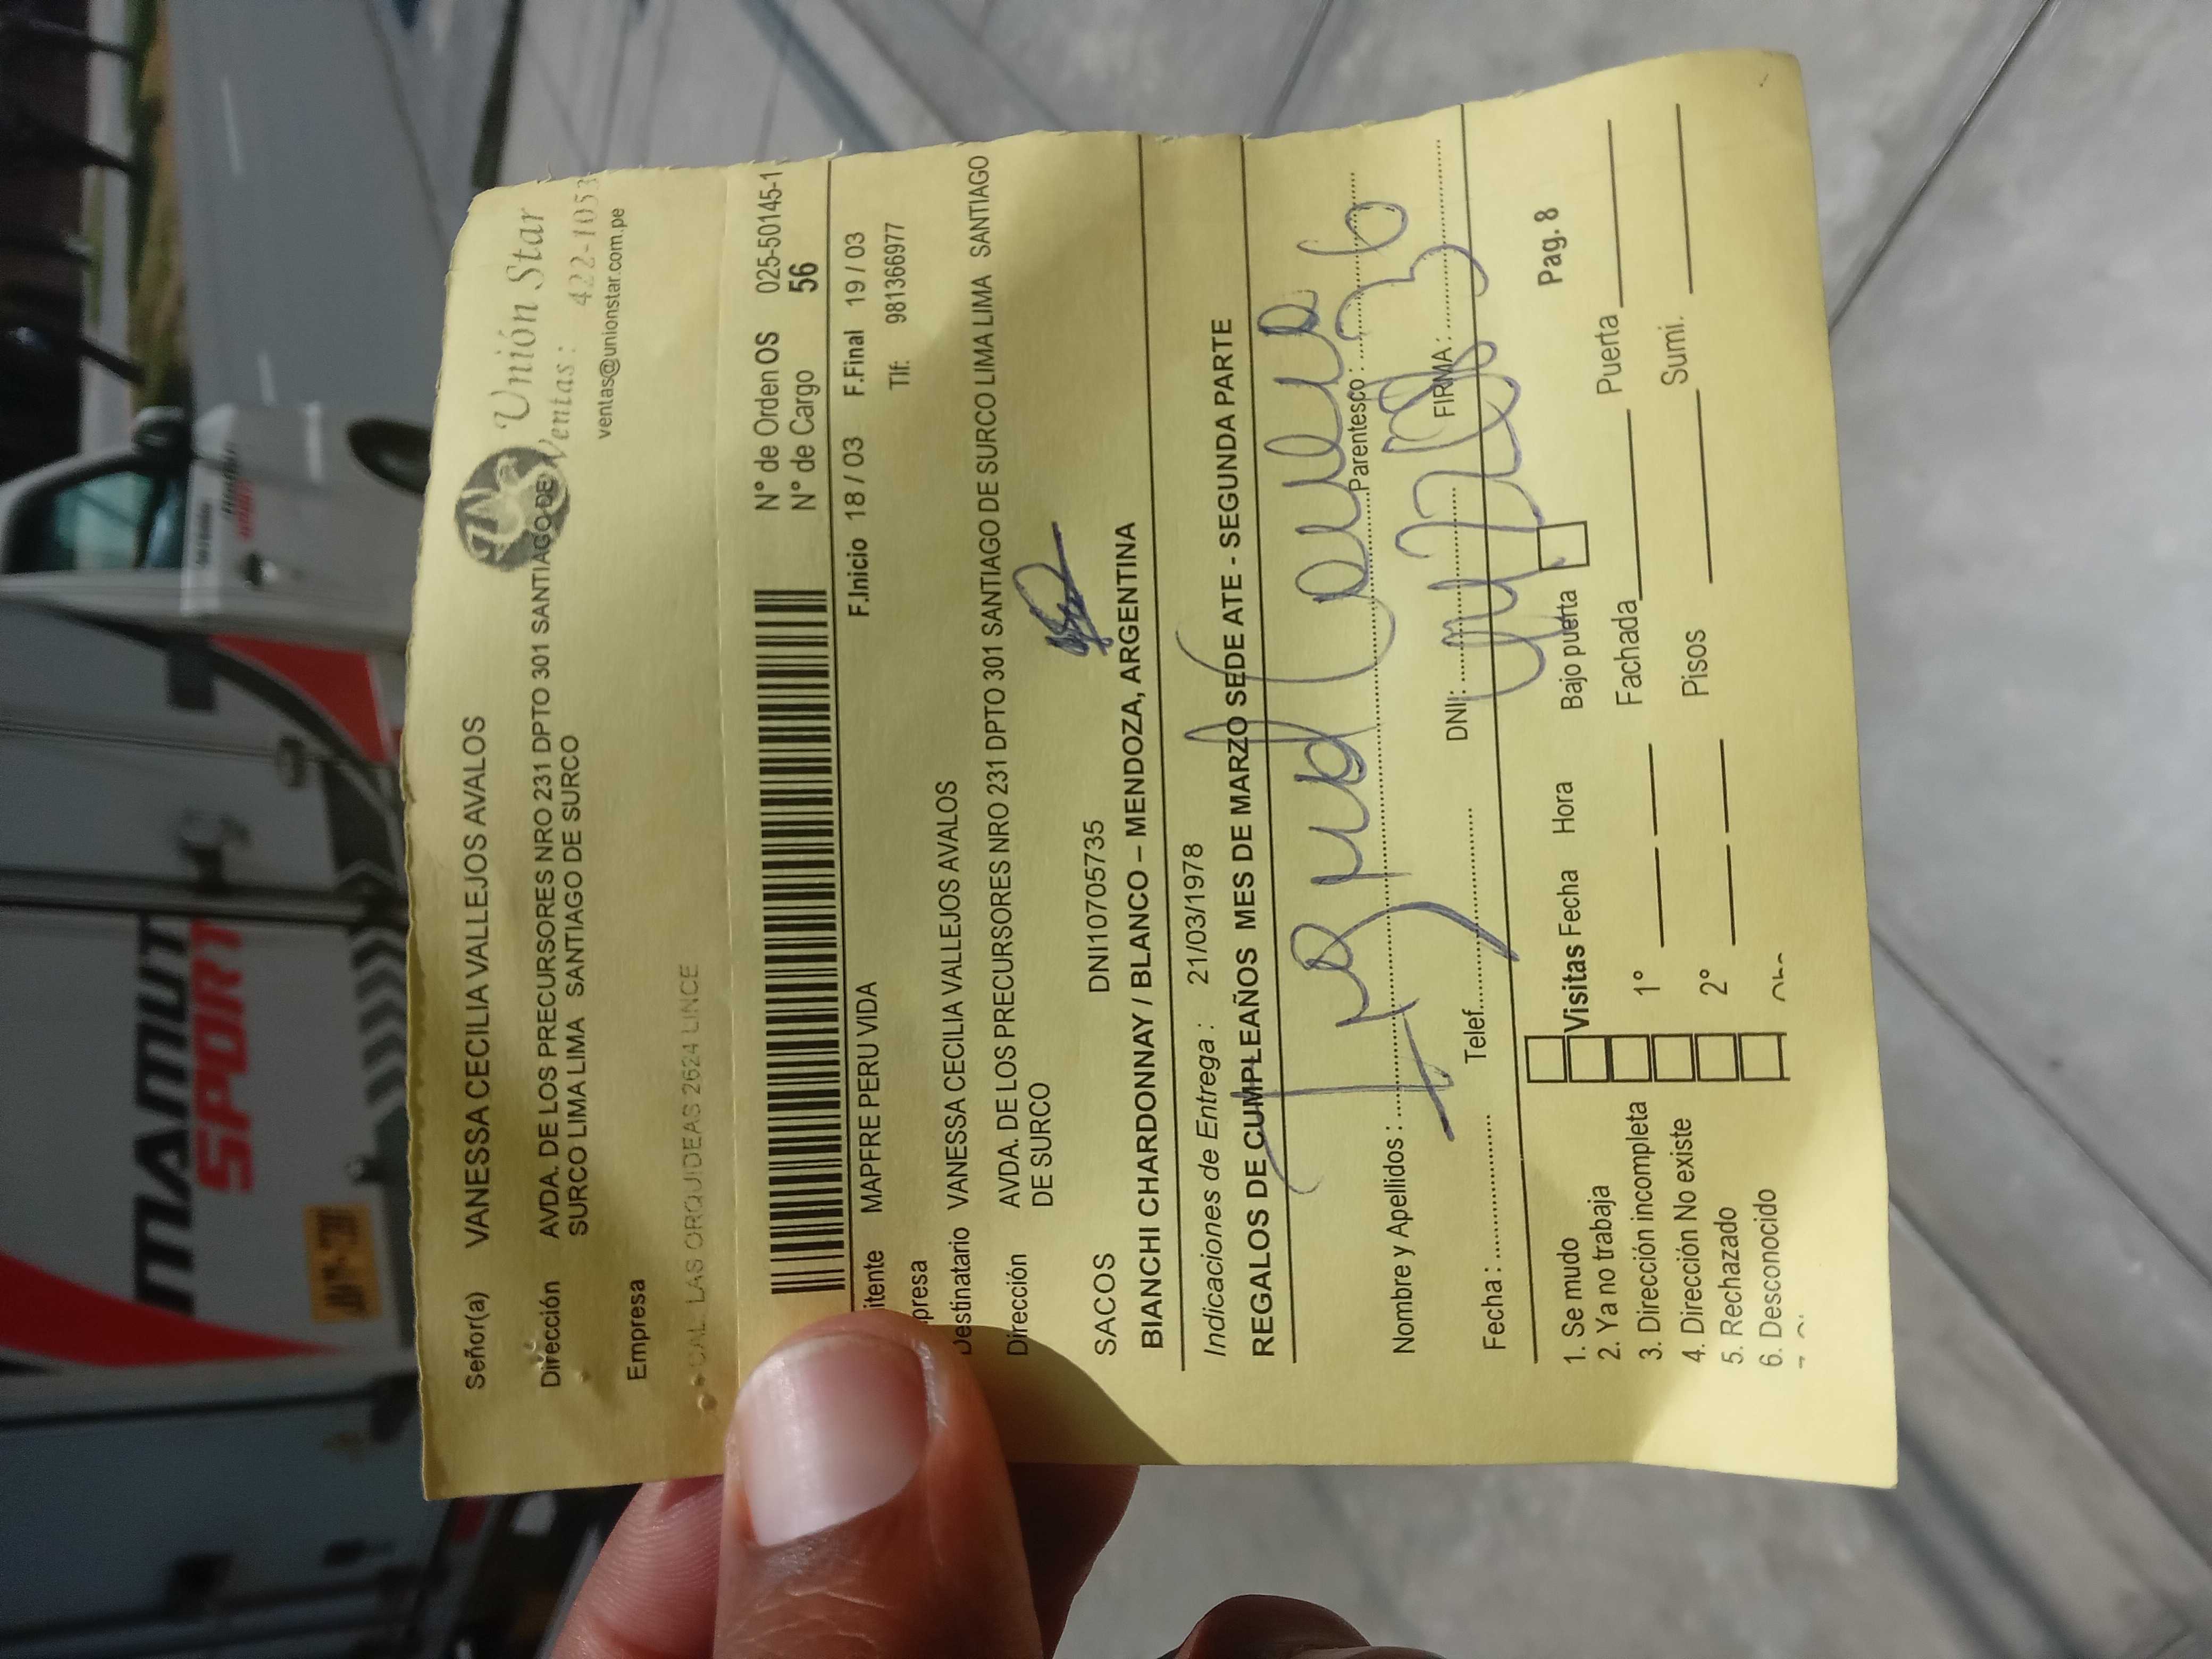 Unión Star
Ventas: 422-1053
ventas@unionstar.com.pe
Señor(a) VANESSA CECILIA VALLEJOS AVALOS
Dirección AVDA. DE LOS PRECURSORES NRO 231 DPTO 301 SANTIAGO DE
SURCO LIMA LIMA SANTIAGO DE SURCO
Empresa
CAL. LAS ORQUIDEAS 2624 LINCE
N° de Orden OS 025-50145-1
N° de Cargo 56
itente MAPFRE PERU VIDA F.Inicio 18 / 03 F.Final 19 / 03
presa Tlf: 981366977
Destinatario VANESSA CECILIA VALLEJOS AVALOS
Dirección AVDA. DE LOS PRECURSORES NRO 231 DPTO 301 SANTIAGO DE SURCO LIMA LIMA SANTIAGO
DE SURCO
SACOS DNI10705735
BIANCHI CHARDONNAY / BLANCO – MENDOZA, ARGENTINA
Indicaciones de Entrega : 21/03/1978
REGALOS DE CUMPLEAÑOS MES DE MARZO SEDE ATE - SEGUNDA PARTE
Nombre y Apellidos : Parentesco :
Fecha : Telef. DNI: FIRMA :
1. Se mudo
2. Ya no trabaja
3. Dirección incompleta
4. Dirección No existe
5. Rechazado
6. Desconocido
Visitas Fecha Hora Bajo puerta Pag. 8
1° Fachada Puerta
2° Pisos Sumi.
MAMUT
SPORT